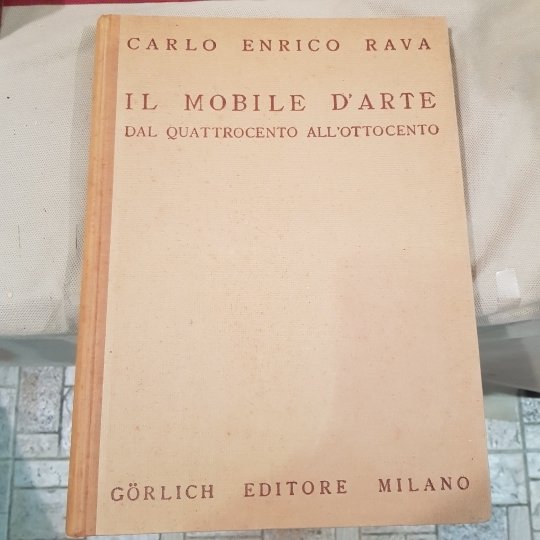 CARLO ENRICO RAVA
IL MOBILE D'ARTE
DAL QUATTROCENTO ALL'OTTOCENTO
GÖRLICH EDITORE MILANO